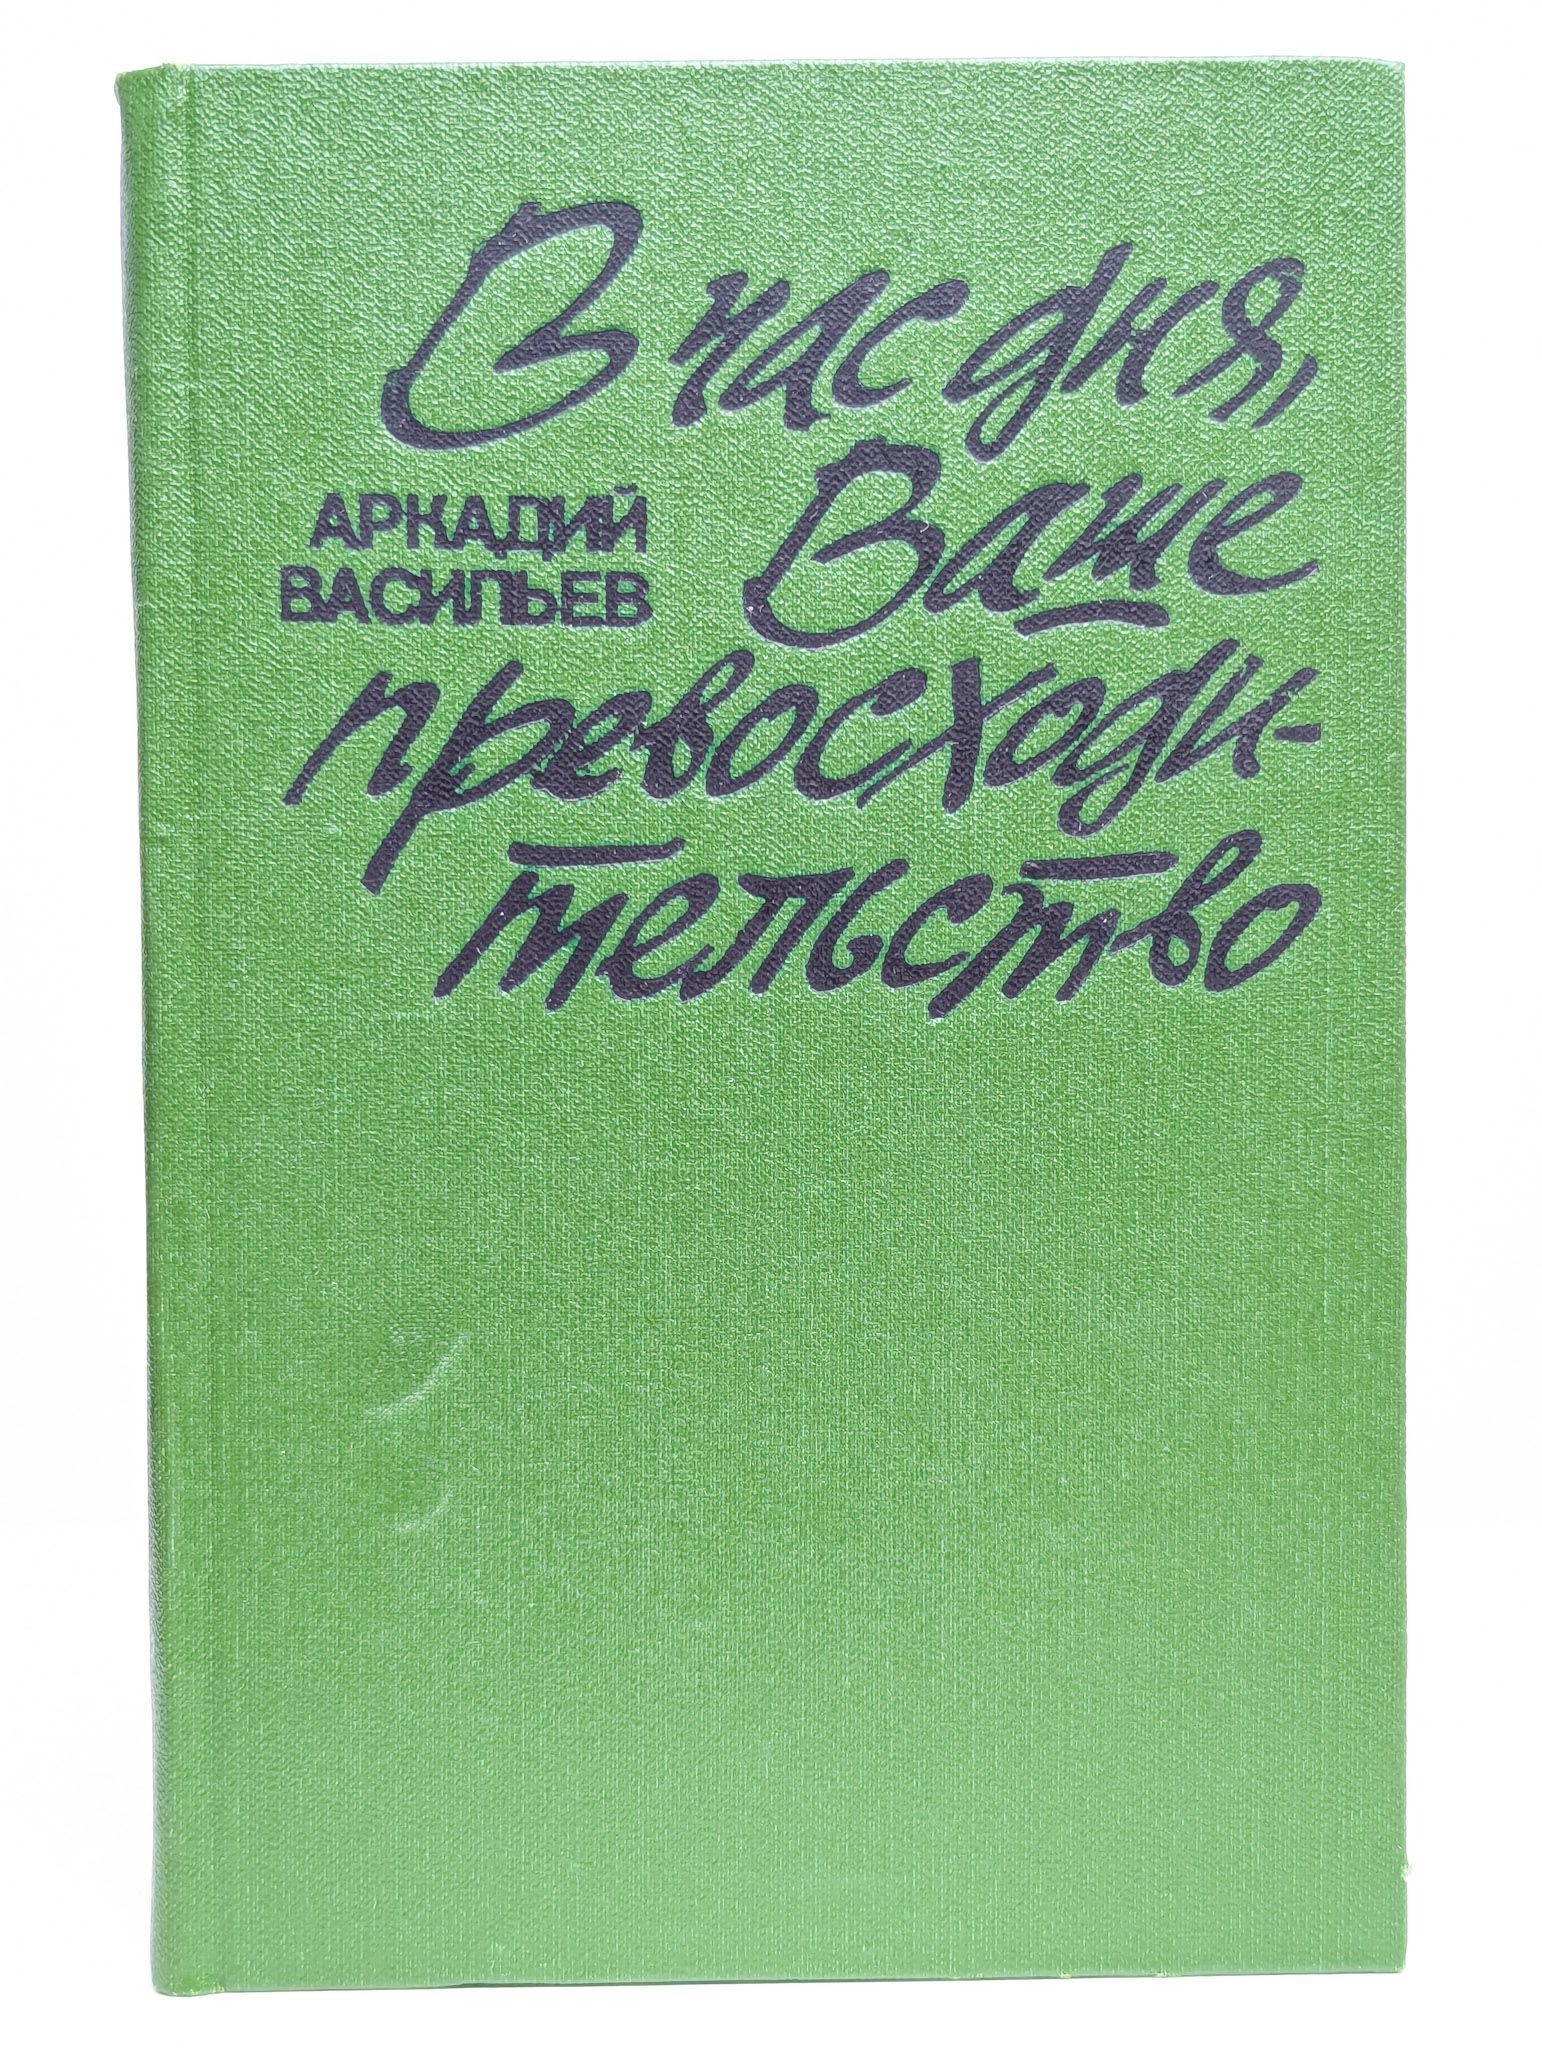 В час дня,
АРКАДИЙ
ВАСИЛЬЕВ
Ваше
превосходи-
тельство